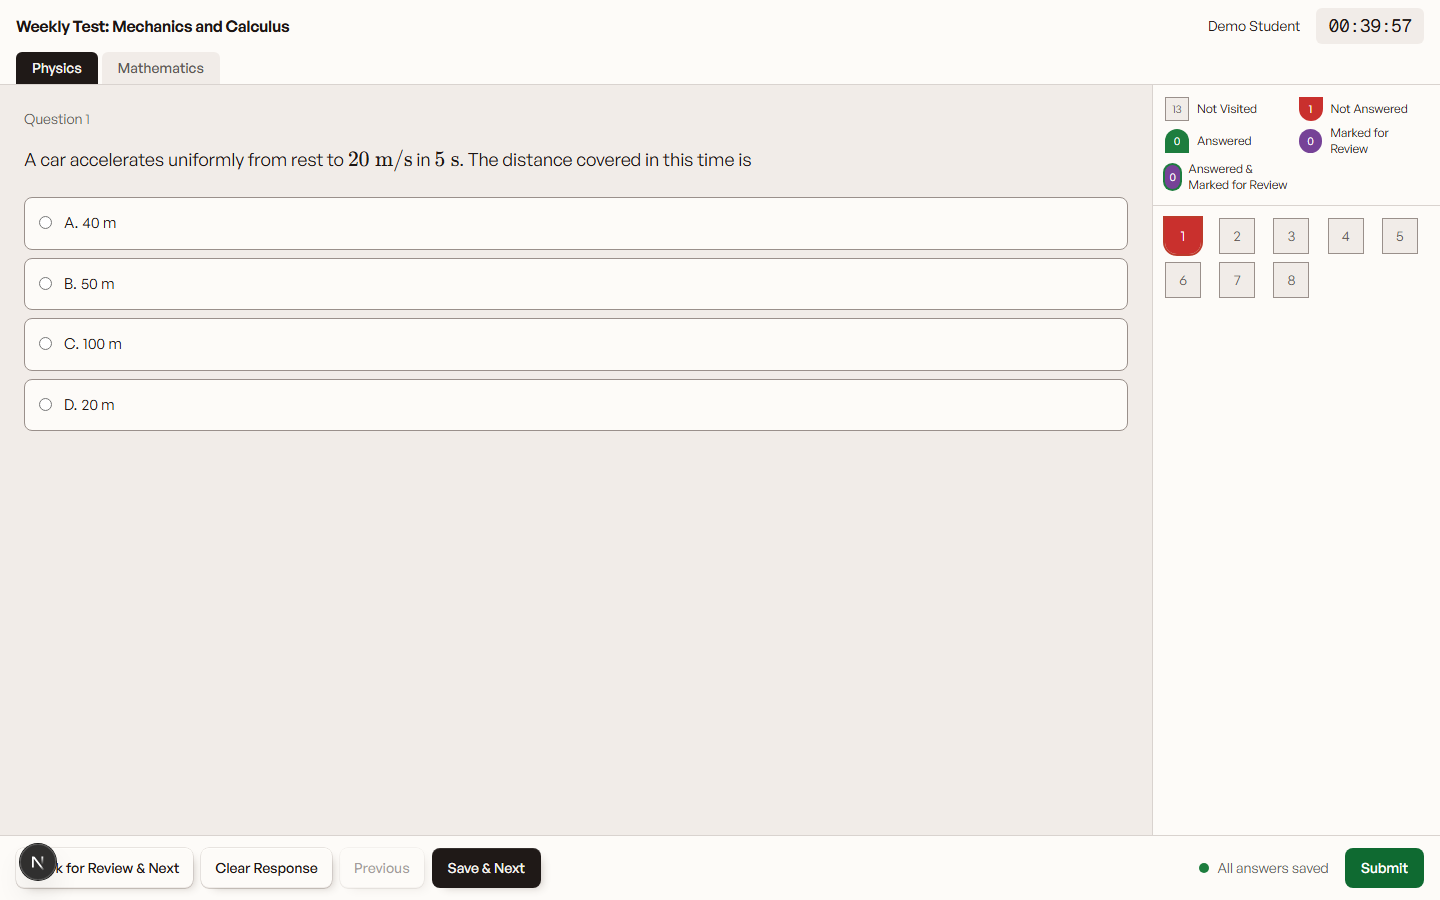 Weekly Test: Mechanics and Calculus
Demo Student
00:39:57
Physics
Mathematics
Question 1
A car accelerates uniformly from rest to 20 m/s in 5 s. The distance covered in this time is
A. 40 m
B. 50 m
C. 100 m
D. 20 m
13 Not Visited
1 Not Answered
0 Answered
0 Marked for
Review
0 Answered &
Marked for Review
1 2 3 4 5
6 7 8
N
k for Review & Next
Clear Response
Previous
Save & Next
All answers saved
Submit